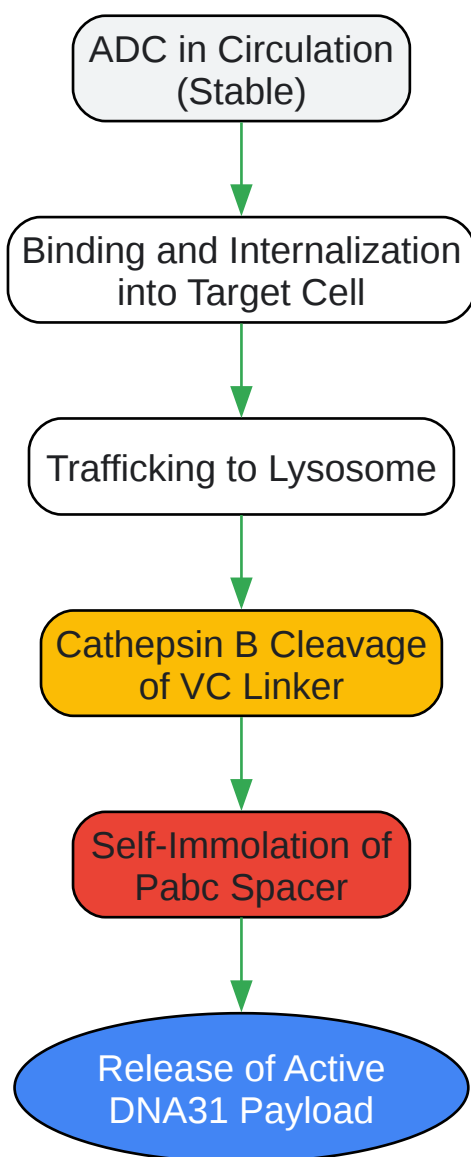 ADC in Circulation
(Stable)
Binding and Internalization
into Target Cell
Trafficking to Lysosome
Cathepsin B Cleavage
of VC Linker
Self-Immolation of
Pabc Spacer
Release of Active
DNA31 Payload